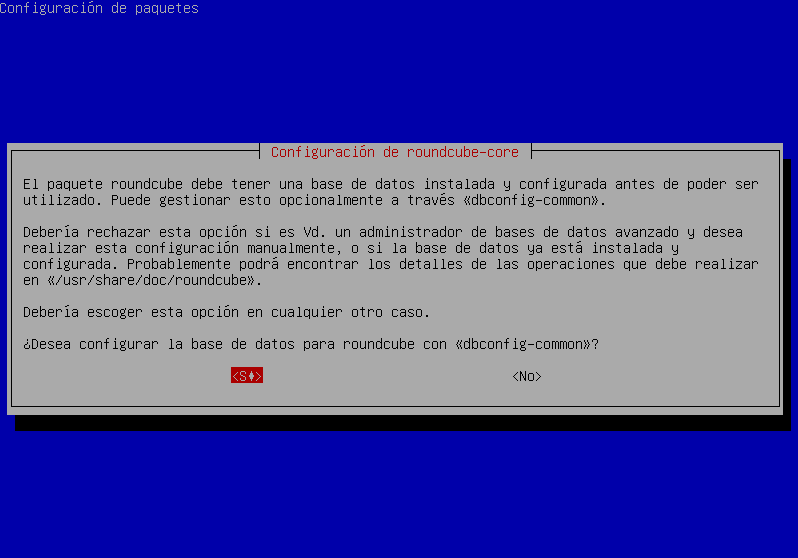 Configuración de paquetes
Configuración de roundcube-core
El paquete roundcube debe tener una base de datos instalada y configurada antes de poder ser
utilizado. Puede gestionar esto opcionalmente a través «dbconfig-common».
Debería rechazar esta opción si es Vd. un administrador de bases de datos avanzado y desea
realizar esta configuración manualmente, o si la base de datos ya está instalada y
configurada. Probablemente podrá encontrar los detalles de las operaciones que debe realizar
en «/usr/share/doc/roundcube».
Debería escoger esta opción en cualquier otro caso.
¿Desea configurar la base de datos para roundcube con «dbconfig-common»?
<S♦> <No>